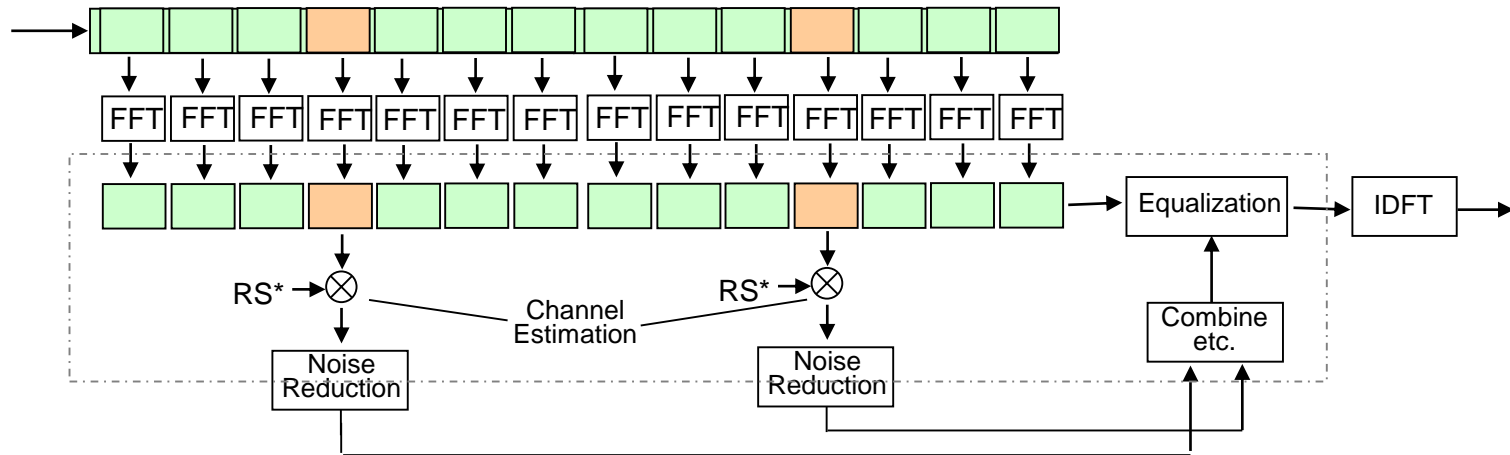 FFT FFT FFT FFT FFT FFT FFT FFT FFT FFT FFT FFT FFT FFT
Equalization
IDFT
RS*
RS*
Channel
Estimation
Combine
etc.
Noise
Reduction
Noise
Reduction